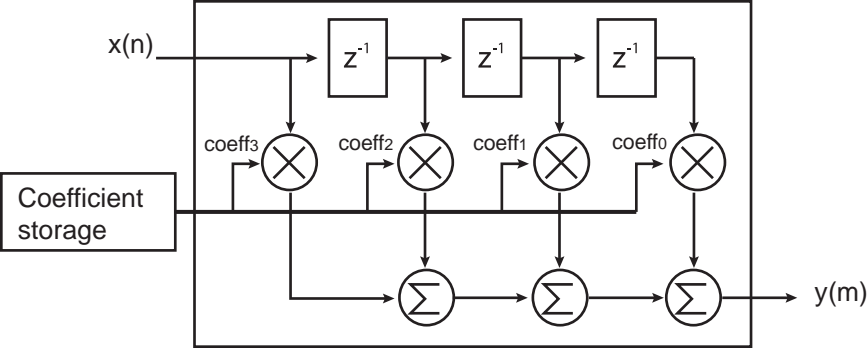 x(n)
z⁻¹ z⁻¹ z⁻¹
coeff₃ coeff₂ coeff₁ coeff₀
Coefficient
storage
Σ Σ Σ
y(m)